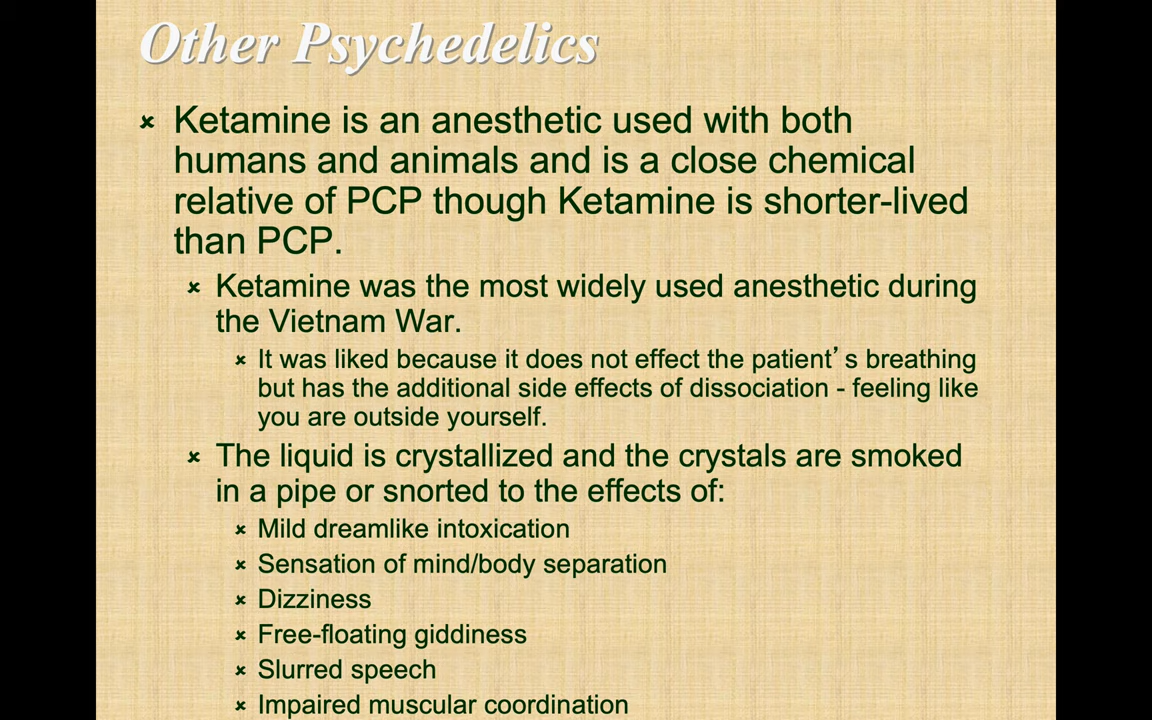 Other Psychedelics
Ketamine is an anesthetic used with both
humans and animals and is a close chemical
relative of PCP though Ketamine is shorter-lived
than PCP.
Ketamine was the most widely used anesthetic during
the Vietnam War.
It was liked because it does not effect the patient’s breathing
but has the additional side effects of dissociation - feeling like
you are outside yourself.
The liquid is crystallized and the crystals are smoked
in a pipe or snorted to the effects of:
Mild dreamlike intoxication
Sensation of mind/body separation
Dizziness
Free-floating giddiness
Slurred speech
Impaired muscular coordination